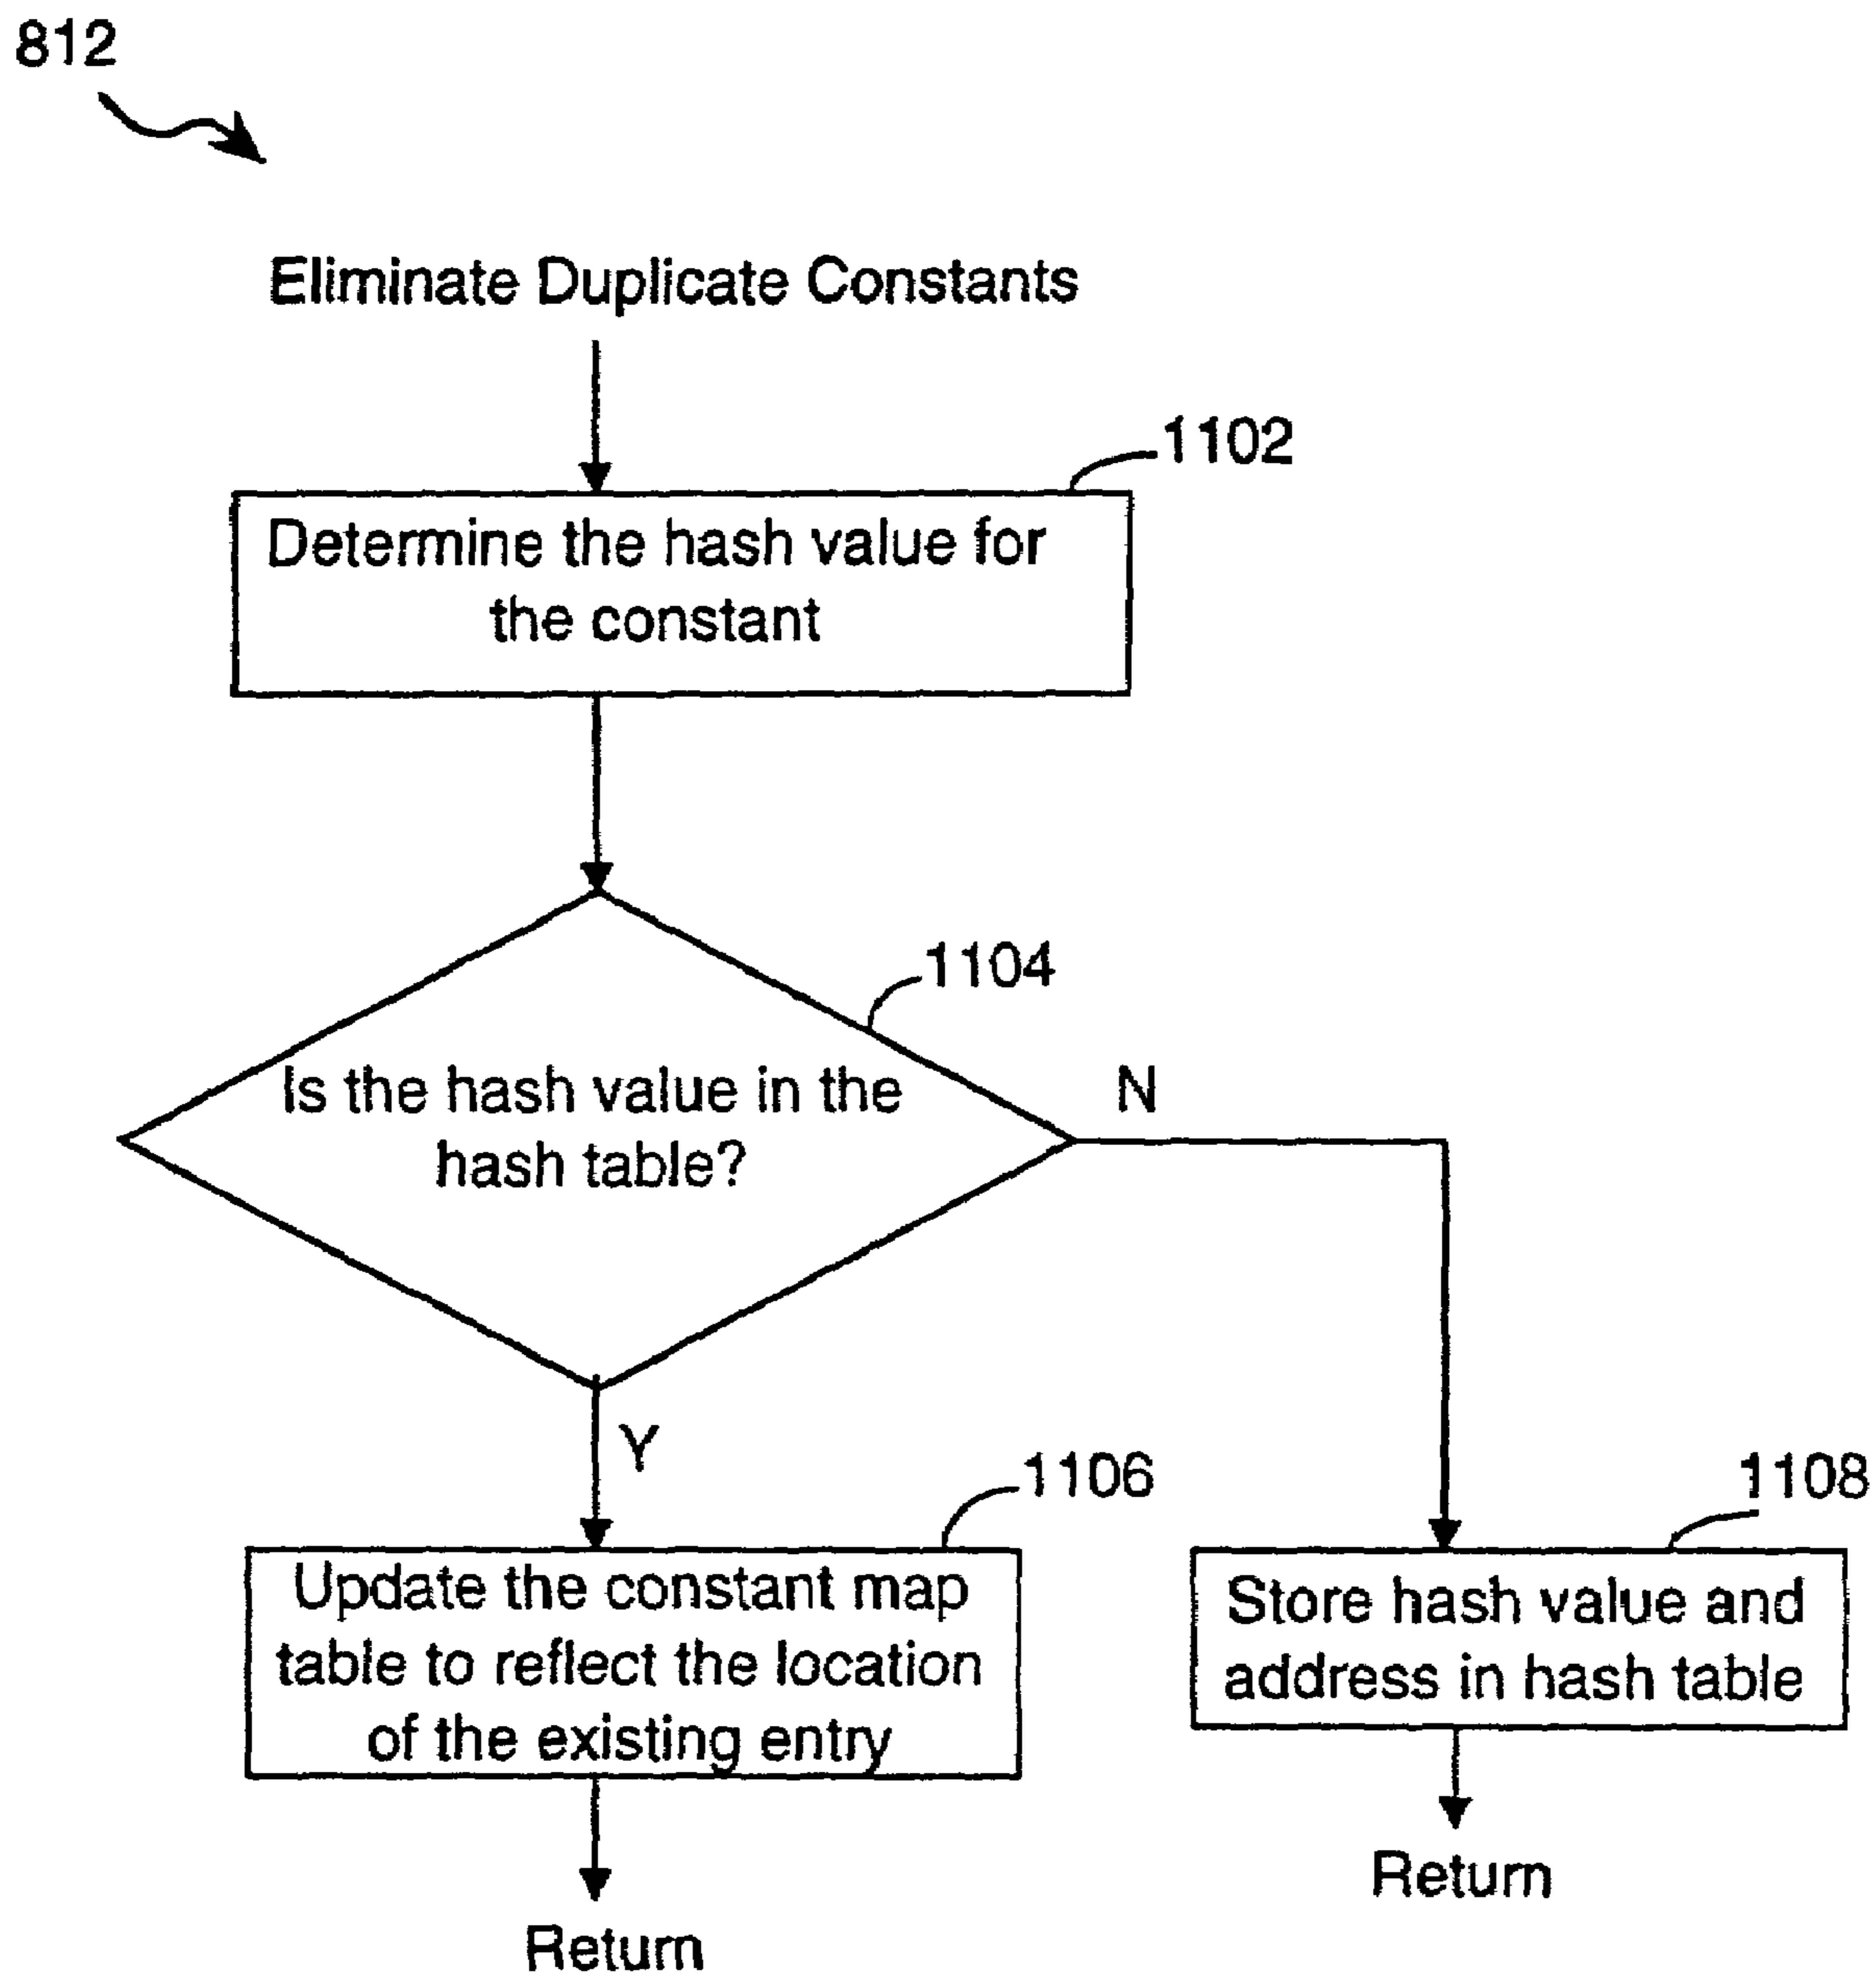 812
Eliminate Duplicate Constants
1102
Determine the hash value for
the constant
1104
Is the hash value in the
hash table?
N
Y
1106
Update the constant map
table to reflect the location
of the existing entry
1108
Store hash value and
address in hash table
Return
Return